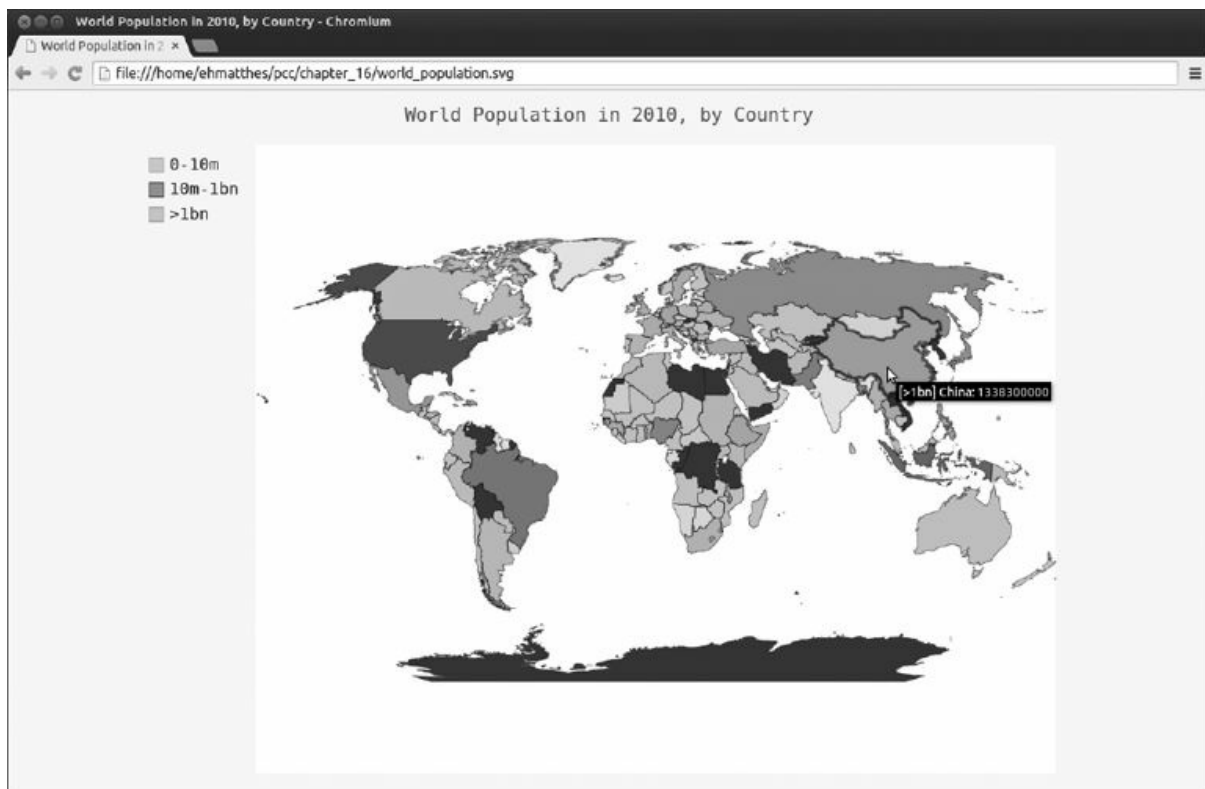 World Population in 2010, by Country - Chromium
World Population in 2
file:///home/ehmatthes/pcc/chapter_16/world_population.svg
World Population in 2010, by Country
0-10m
10m-1bn
>1bn
[>1bn] China: 1338300000